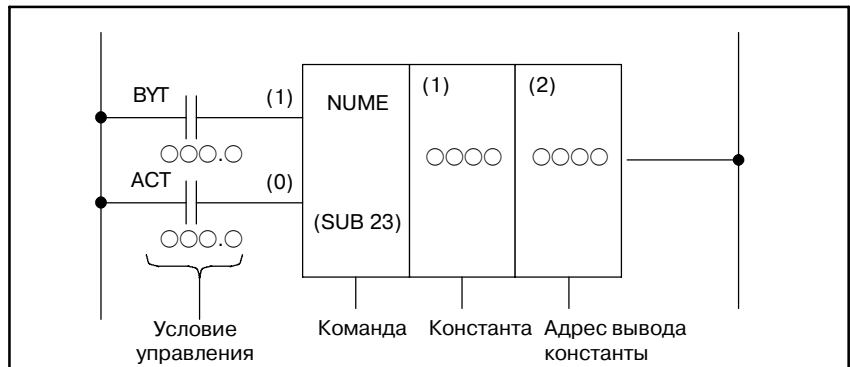 BYT (1) NUME (1) (2)
○○○.○ ○○○○ ○○○○
ACT (0)
(SUB 23)
○○○.○
Условие управления
Команда
Константа
Адрес вывода константы